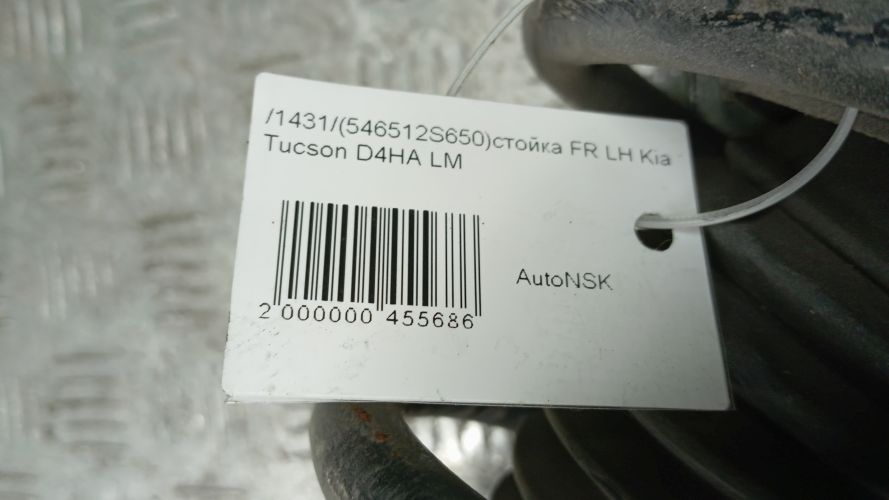 /1431/(546512S650)стойка FR LH Kia
Tucson D4HA LM
AutoNSK
2 000000 455686